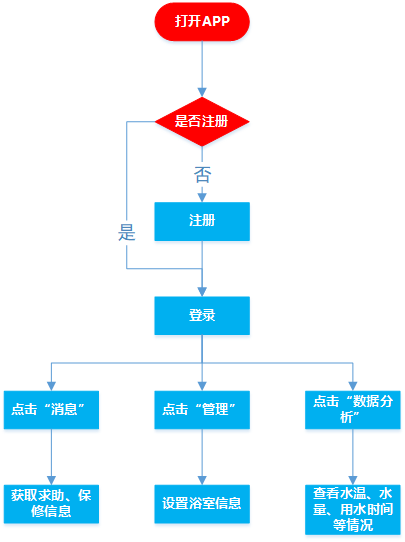 打开APP
是否注册
否
注册
是
登录
点击“消息”
点击“管理”
点击“数据分
析”
获取求助、保
修信息
设置浴室信息
查看水温、水
量、用水时间
等情况